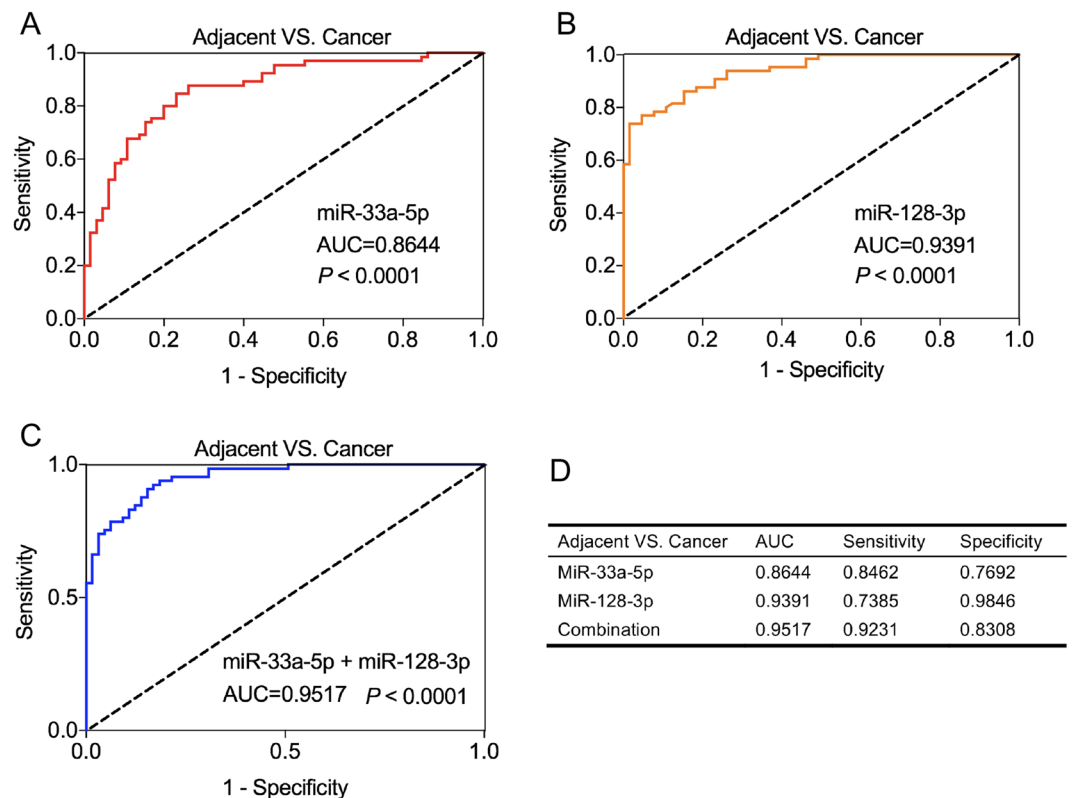 A
Adjacent VS. Cancer
1.0
0.8
0.6
0.4
0.2
0.0
Sensitivity
miR-33a-5p
AUC=0.8644
P < 0.0001
0.0 0.2 0.4 0.6 0.8 1.0
1 - Specificity
B
Adjacent VS. Cancer
1.0
0.8
0.6
0.4
0.2
0.0
Sensitivity
miR-128-3p
AUC=0.9391
P < 0.0001
0.0 0.2 0.4 0.6 0.8 1.0
1 - Specificity
C
Adjacent VS. Cancer
1.0
0.5
0.0
Sensitivity
miR-33a-5p + miR-128-3p
AUC=0.9517 P < 0.0001
0.0 0.5 1.0
1 - Specificity
D
Adjacent VS. Cancer AUC Sensitivity Specificity
MiR-33a-5p 0.8644 0.8462 0.7692
MiR-128-3p 0.9391 0.7385 0.9846
Combination 0.9517 0.9231 0.8308